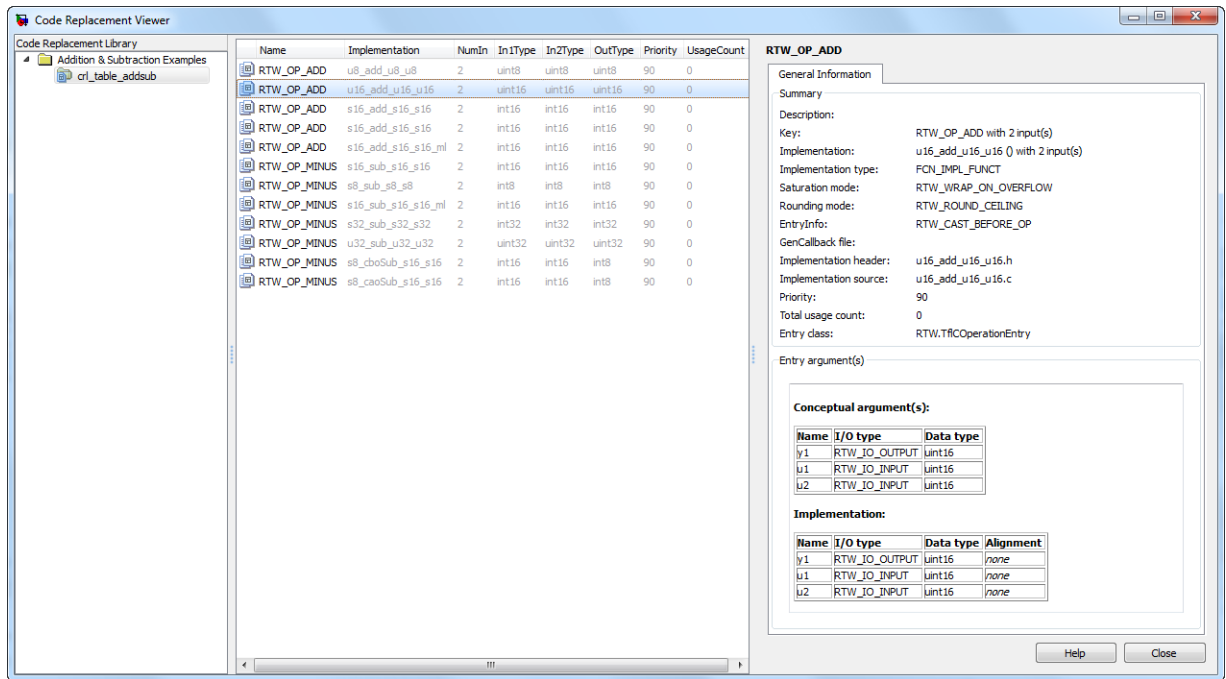 Code Replacement Viewer
Code Replacement Library
Addition & Subtraction Examples
crl_table_addsub
Name Implementation NumIn In1Type In2Type OutType Priority UsageCount
RTW_OP_ADD u8_add_u8_u8 2 uint8 uint8 uint8 90 0
RTW_OP_ADD u16_add_u16_u16 2 uint16 uint16 uint16 90 0
RTW_OP_ADD s16_add_s16_s16 2 int16 int16 int16 90 0
RTW_OP_ADD s16_add_s16_s16 2 int16 int16 int16 90 0
RTW_OP_ADD s16_add_s16_s16_ml 2 int16 int16 int16 90 0
RTW_OP_MINUS s16_sub_s16_s16 2 int16 int16 int16 90 0
RTW_OP_MINUS s8_sub_s8_s8 2 int8 int8 int8 90 0
RTW_OP_MINUS s16_sub_s16_s16_ml 2 int16 int16 int16 90 0
RTW_OP_MINUS s32_sub_s32_s32 2 int32 int32 int32 90 0
RTW_OP_MINUS u32_sub_u32_u32 2 uint32 uint32 uint32 90 0
RTW_OP_MINUS s8_cboSub_s16_s16 2 int16 int16 int8 90 0
RTW_OP_MINUS s8_caoSub_s16_s16 2 int16 int16 int8 90 0
RTW_OP_ADD
General Information
Summary
Description:
Key: RTW_OP_ADD with 2 input(s)
Implementation: u16_add_u16_u16 () with 2 input(s)
Implementation type: FCN_IMPL_FUNCT
Saturation mode: RTW_WRAP_ON_OVERFLOW
Rounding mode: RTW_ROUND_CEILING
EntryInfo: RTW_CAST_BEFORE_OP
GenCallback file:
Implementation header: u16_add_u16_u16.h
Implementation source: u16_add_u16_u16.c
Priority: 90
Total usage count: 0
Entry class: RTW.TflCOperationEntry
Entry argument(s)
Conceptual argument(s):
Name I/O type Data type
y1 RTW_IO_OUTPUT uint16
u1 RTW_IO_INPUT uint16
u2 RTW_IO_INPUT uint16
Implementation:
Name I/O type Data type Alignment
y1 RTW_IO_OUTPUT uint16 none
u1 RTW_IO_INPUT uint16 none
u2 RTW_IO_INPUT uint16 none
Help Close